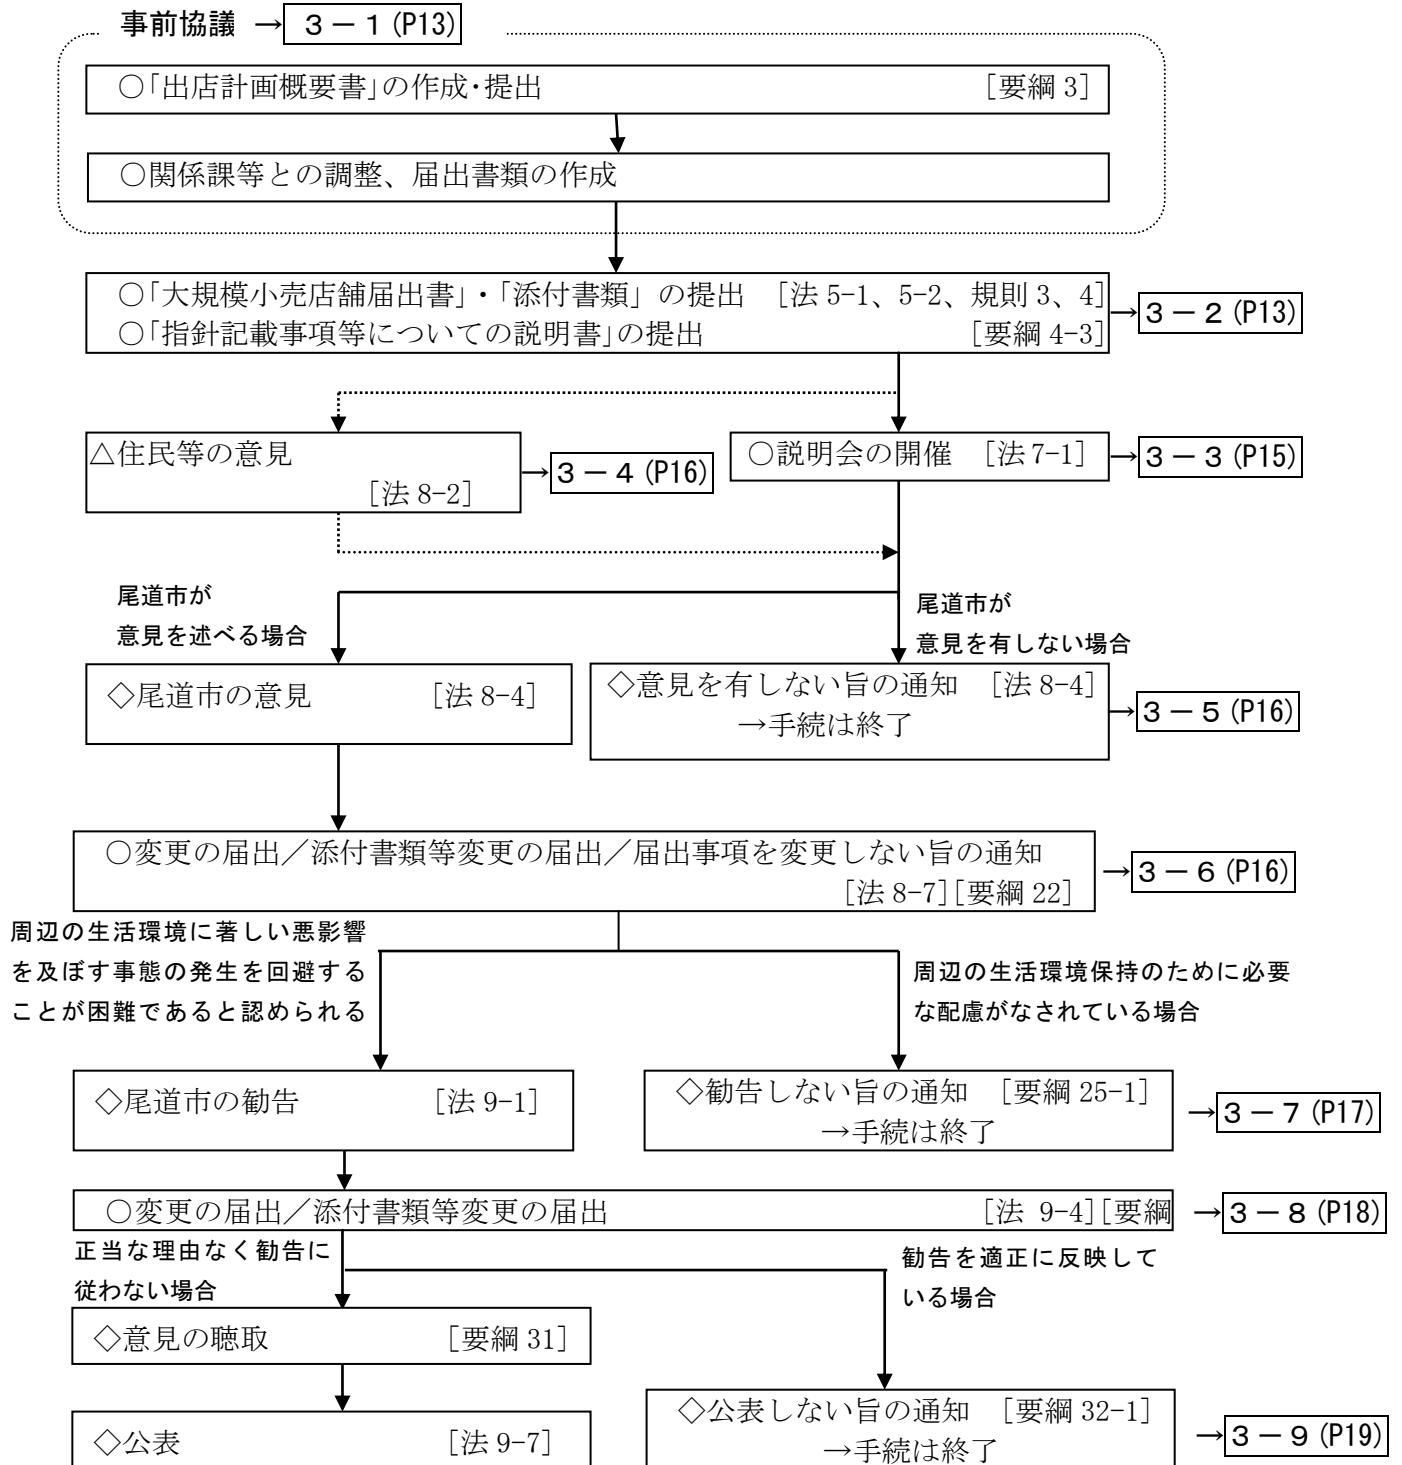 事前協議 →３－１(P13)
○「出店計画概要書」の作成・提出 ［要綱 3］
○関係課等との調整、届出書類の作成
○「大規模小売店舗届出書」・「添付書類」の提出 ［法 5-1、5-2、規則 3、4］
○「指針記載事項等についての説明書」の提出 ［要綱 4-3］
→３－２(P13)
△住民等の意見
［法 8-2］
→３－４(P16)
○説明会の開催 ［法 7-1］
→３－３(P15)
尾道市が
意見を述べる場合
尾道市が
意見を有しない場合
◇尾道市の意見 ［法 8-4］
◇意見を有しない旨の通知 ［法 8-4］
→手続は終了
→３－５(P16)
○変更の届出／添付書類等変更の届出／届出事項を変更しない旨の通知
［法 8-7］［要綱 22］
→３－６(P16)
周辺の生活環境に著しい悪影響
を及ぼす事態の発生を回避する
ことが困難であると認められる
周辺の生活環境保持のために必要
な配慮がなされている場合
◇尾道市の勧告 ［法 9-1］
◇勧告しない旨の通知 ［要綱 25-1］
→手続は終了
→３－７(P17)
○変更の届出／添付書類等変更の届出 ［法 9-4］［要綱
→３－８(P18)
正当な理由なく勧告に
従わない場合
勧告を適正に反映して
いる場合
◇意見の聴取 ［要綱 31］
◇公表 ［法 9-7］
◇公表しない旨の通知 ［要綱 32-1］
→手続は終了
→３－９(P19)